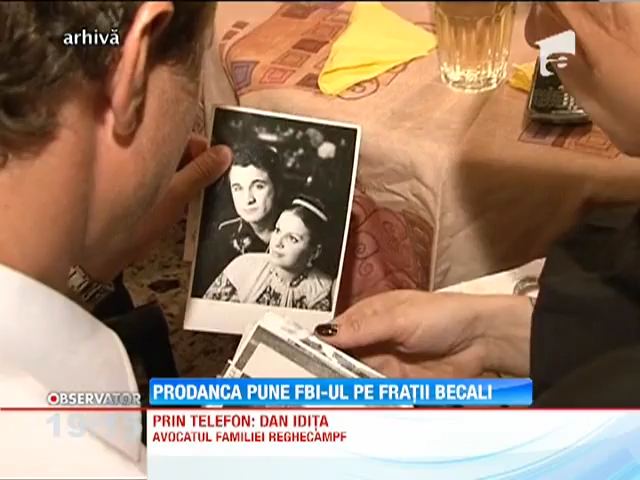 arhivă
PRODANCA PUNE FBI-UL PE FRAȚII BECALI
OBSERVATOR
PRIN TELEFON: DAN IDIȚA
AVOCATUL FAMILIEI REGHECAMPF